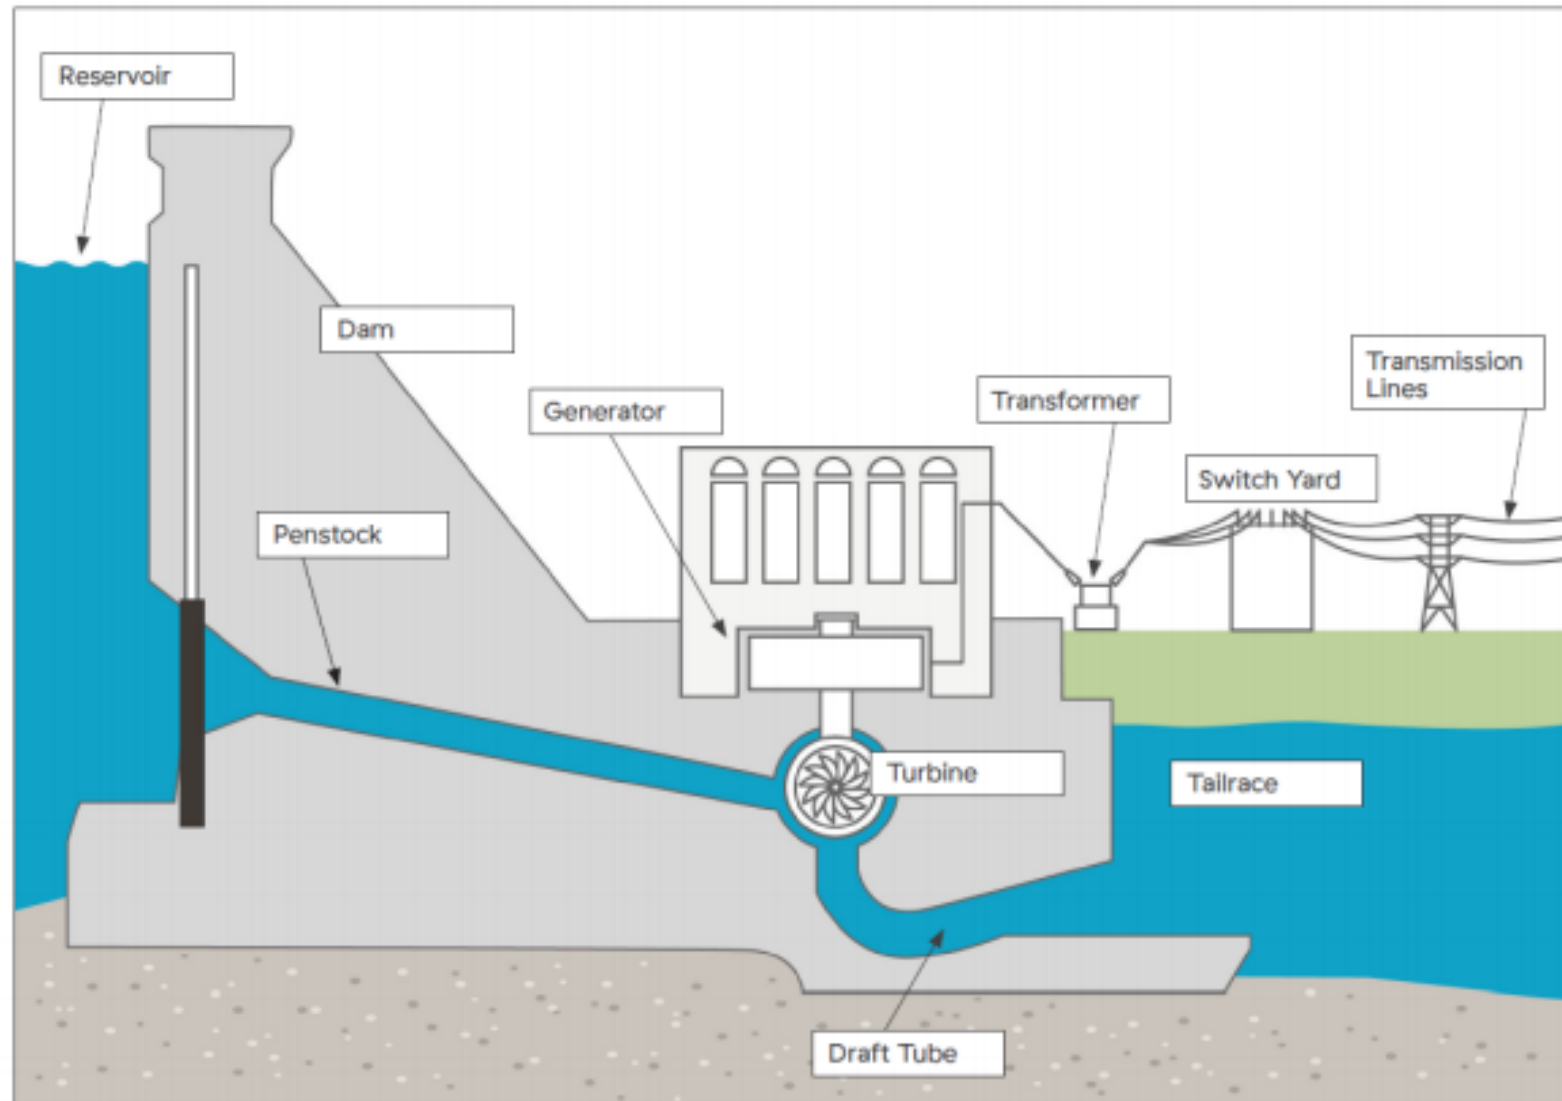 Reservoir
Dam
Transmission
Lines
Transformer
Generator
Switch Yard
Penstock
Turbine
Tailrace
Draft Tube